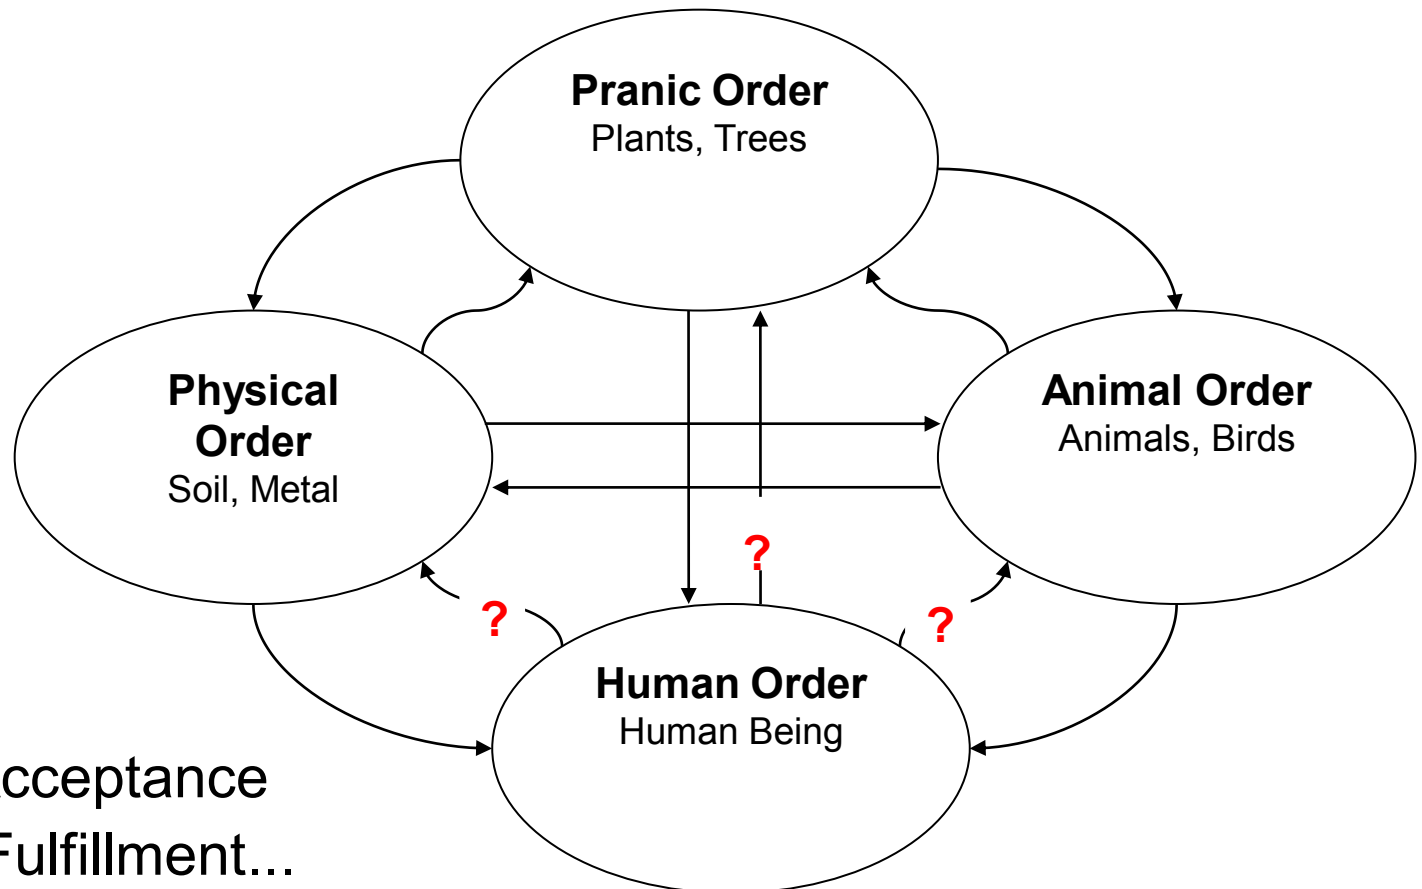 Pranic Order
Plants, Trees
Physical
Order
Soil, Metal
Animal Order
Animals, Birds
?
?
?
Human Order
Human Being
cceptance
Fulfillment...